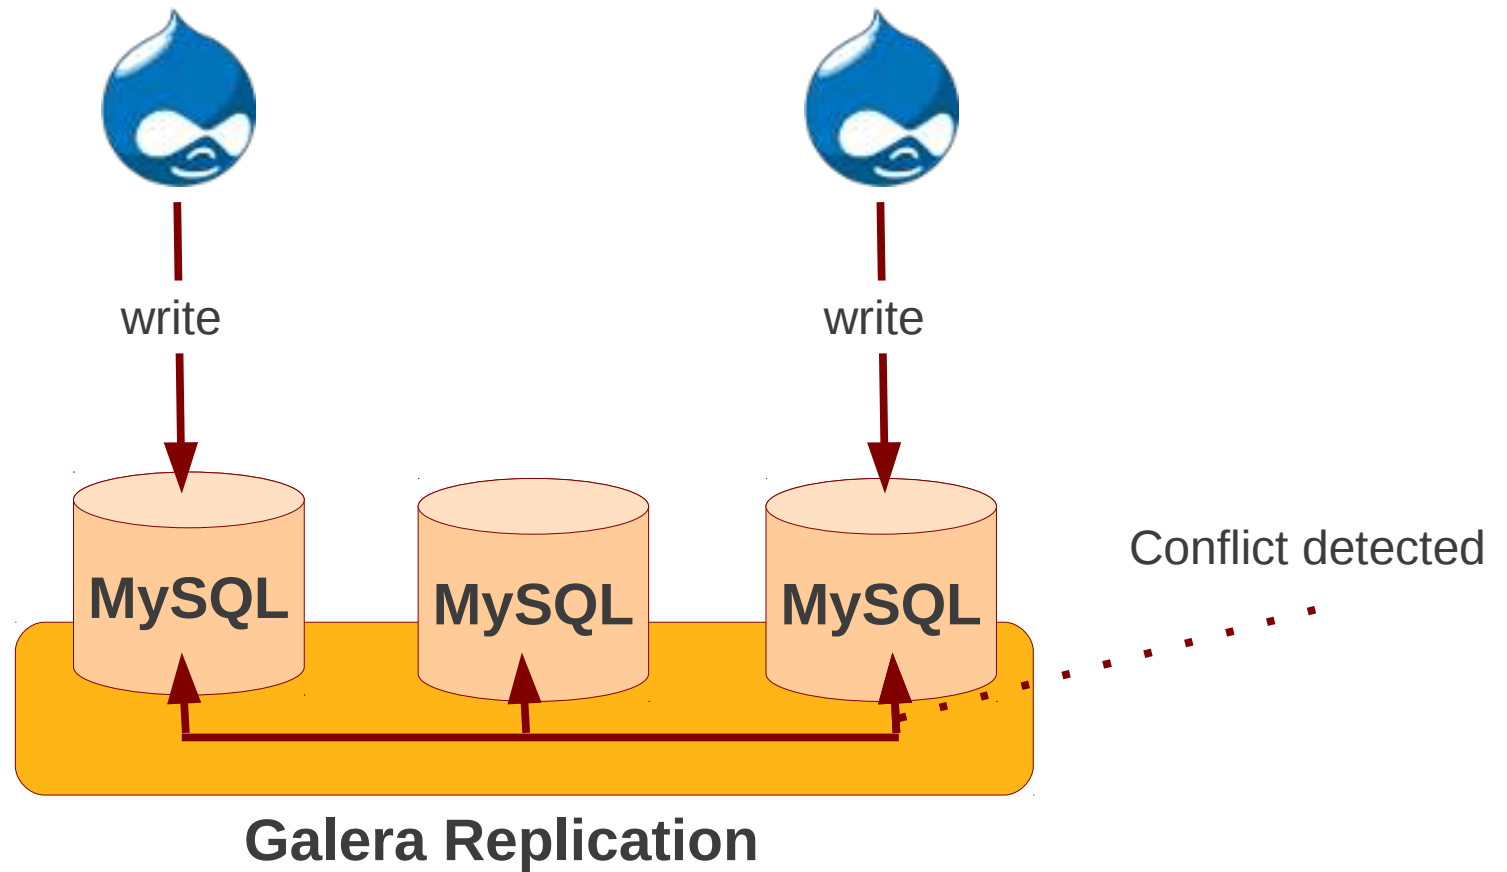 write
write
Conflict detected
MySQL
MySQL
MySQL
Galera Replication